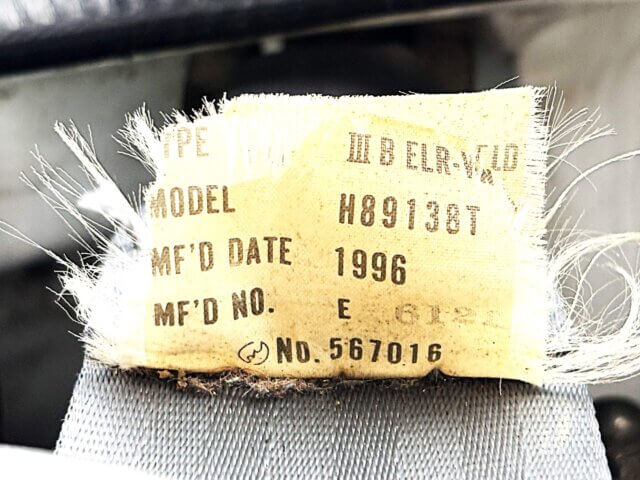 TYPE III B ELR-
MODEL H89138T
MF'D DATE 1996
MF'D NO. E
NO. 567016